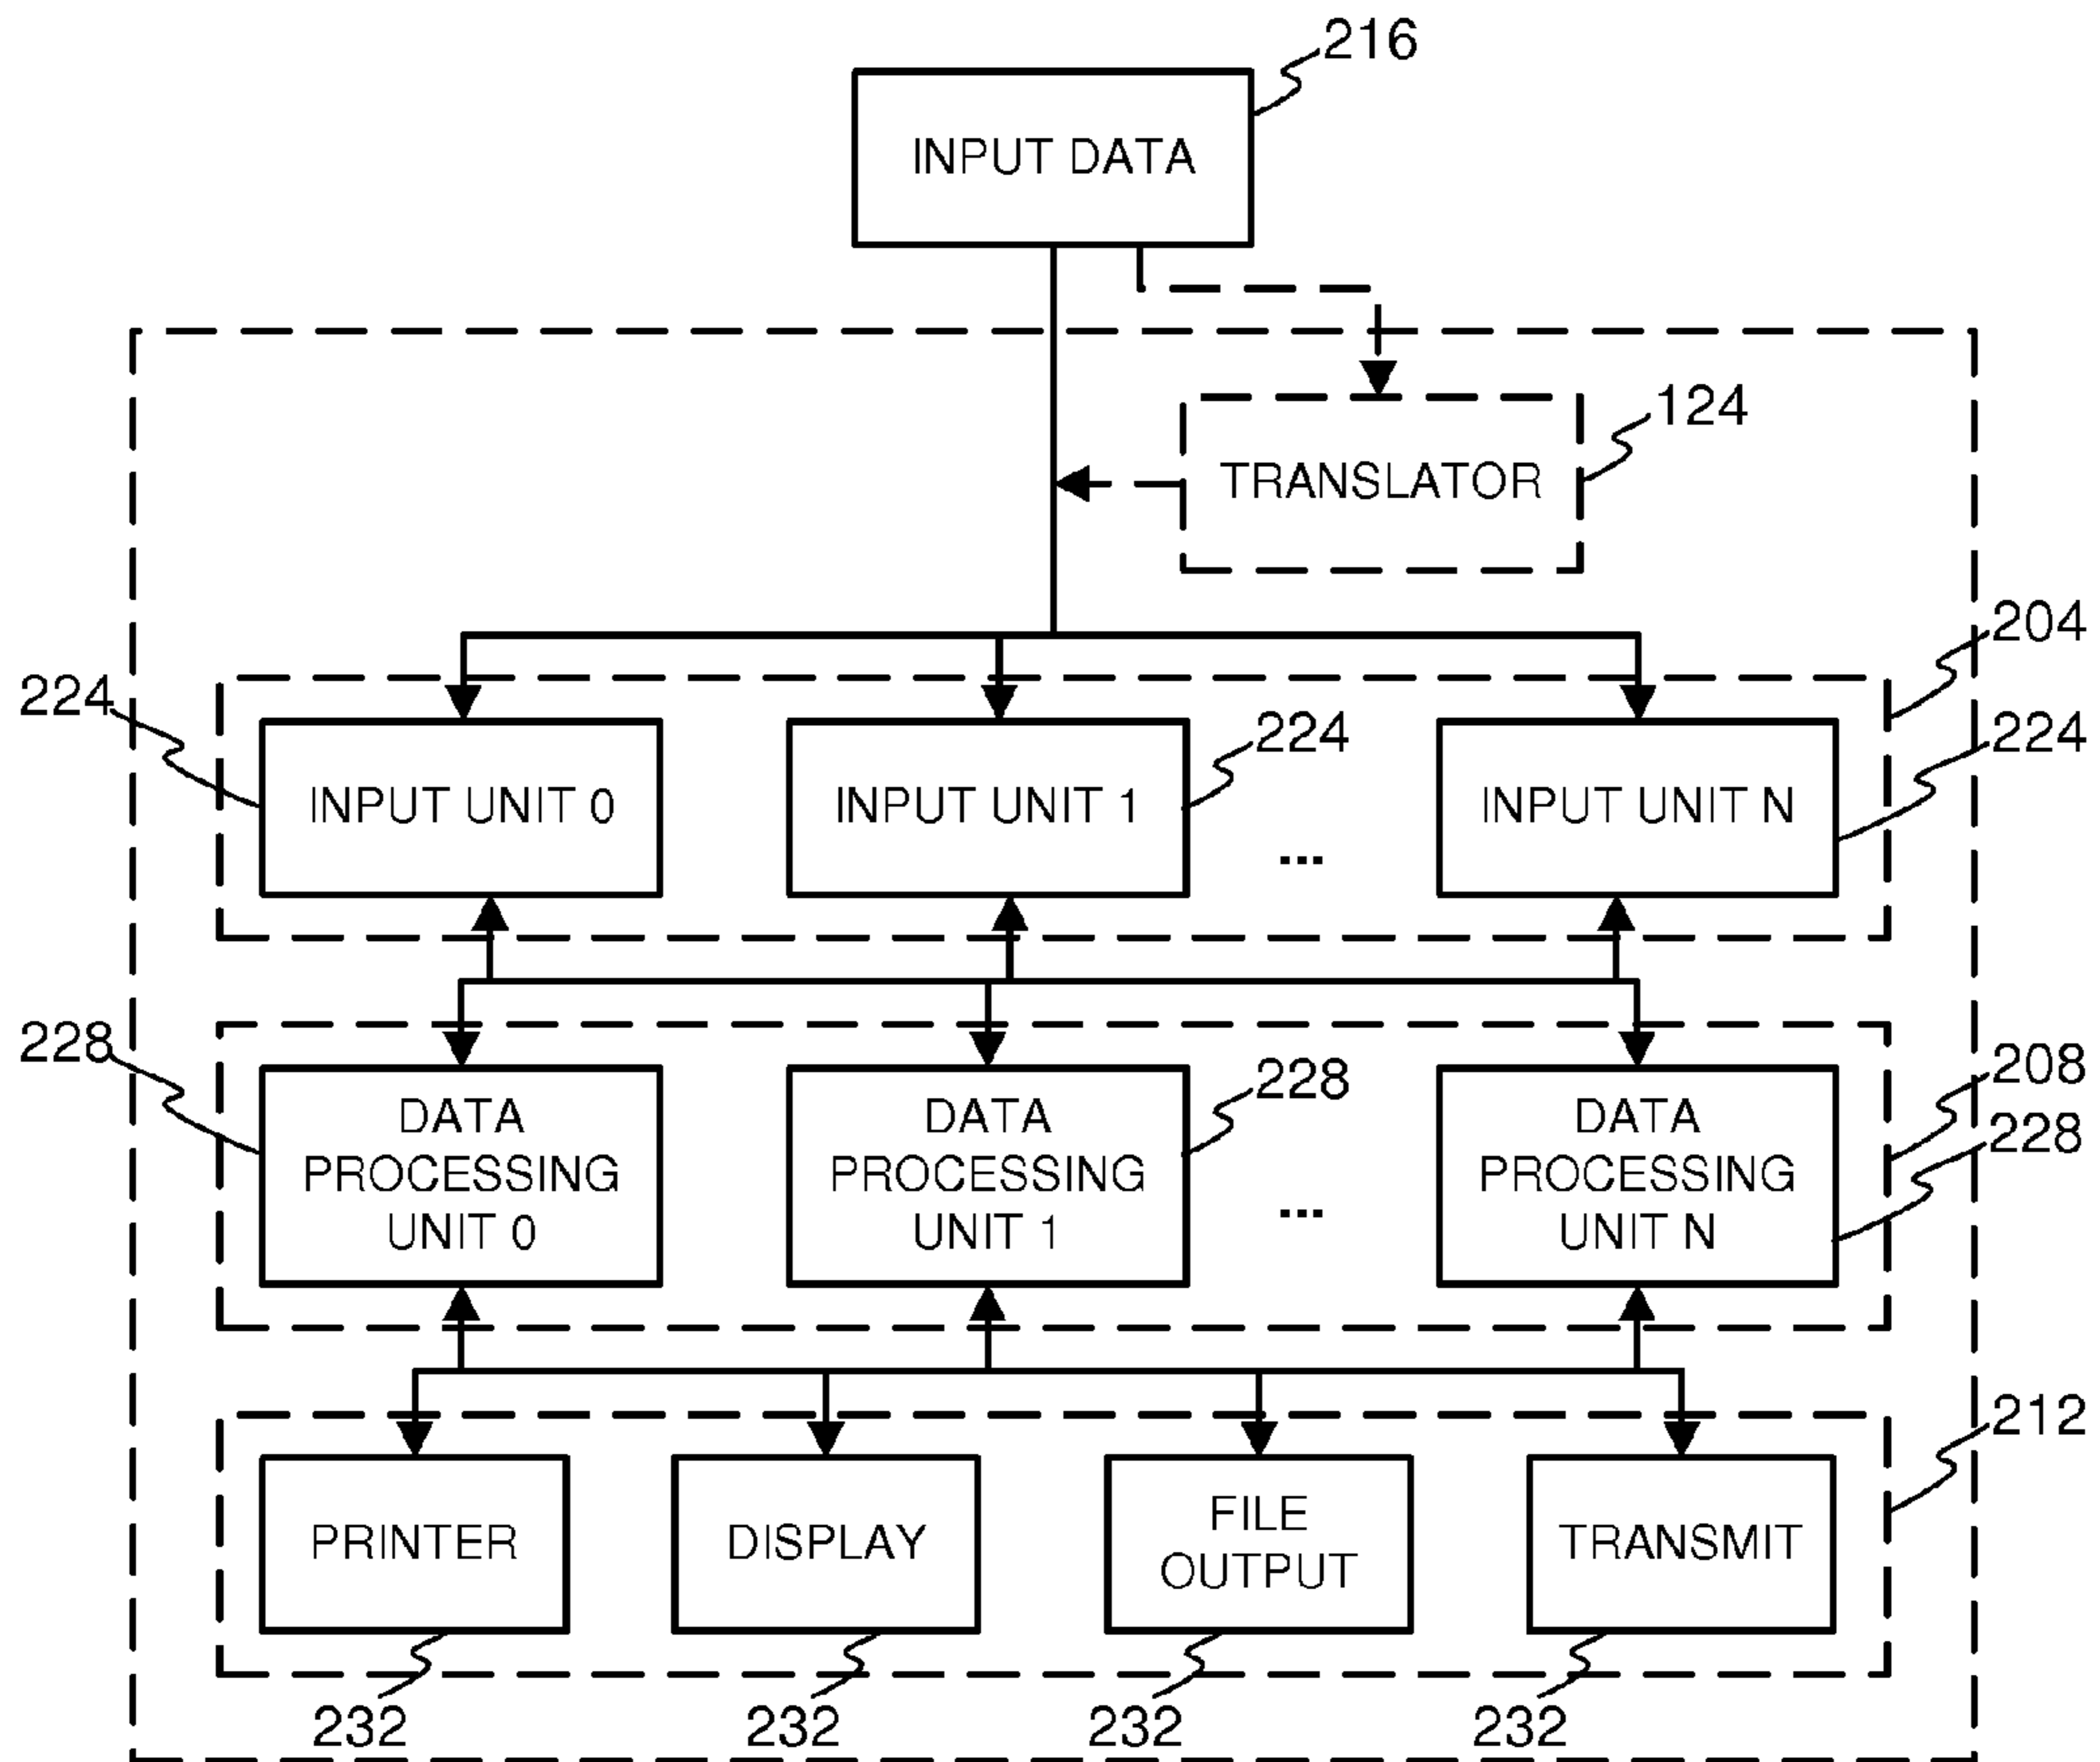 216
INPUT DATA
124
TRANSLATOR
204
224
224
224
INPUT UNIT 0
INPUT UNIT 1
INPUT UNIT N
...
228
228
208
228
DATA
PROCESSING
UNIT 0
DATA
PROCESSING
UNIT 1
...
DATA
PROCESSING
UNIT N
212
PRINTER
DISPLAY
FILE
OUTPUT
TRANSMIT
232
232
232
232